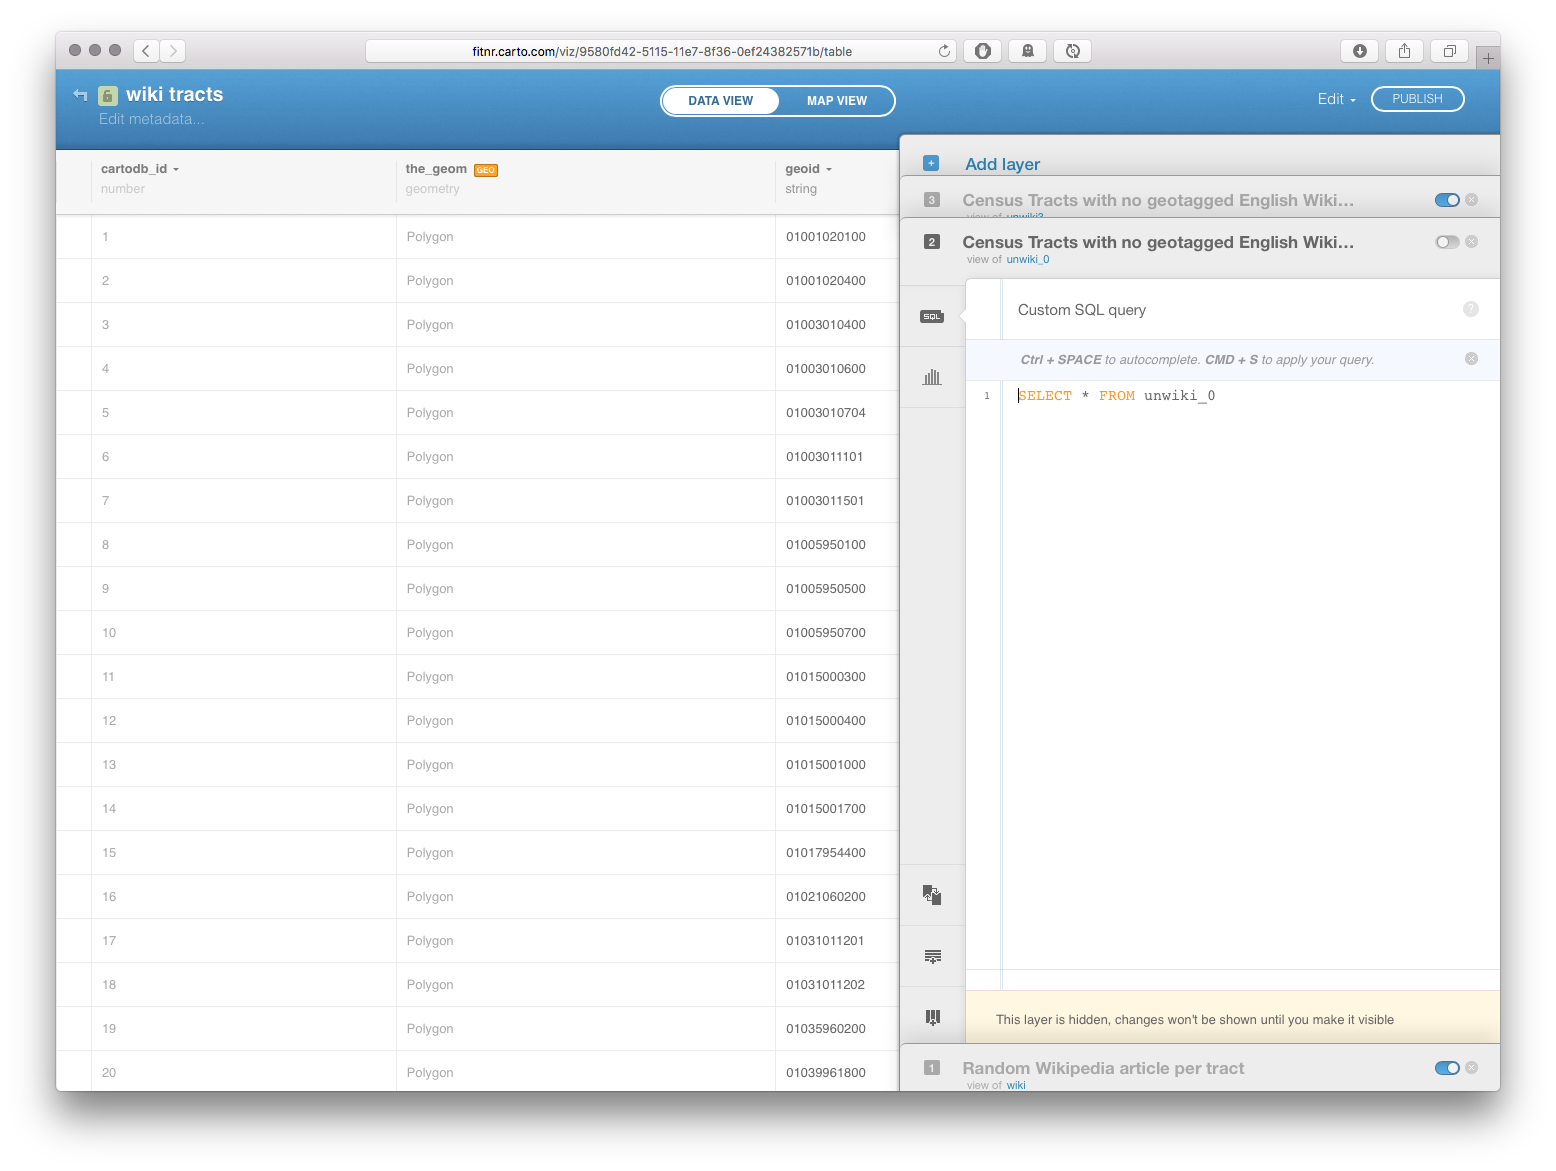 fitnr.carto.com/viz/9580fd42-5115-11e7-8f36-0ef24382571b/table
wiki tracts
Edit metadata...
DATA VIEW
MAP VIEW
Edit
PUBLISH
cartodb_id
number
the_geom GEO
geometry
geoid
string
1 Polygon 01001020100
2 Polygon 01001020400
3 Polygon 01003010400
4 Polygon 01003010600
5 Polygon 01003010704
6 Polygon 01003011101
7 Polygon 01003011501
8 Polygon 01005950100
9 Polygon 01005950500
10 Polygon 01005950700
11 Polygon 01015000300
12 Polygon 01015000400
13 Polygon 01015001000
14 Polygon 01015001700
15 Polygon 01017954400
16 Polygon 01021060200
17 Polygon 01031011201
18 Polygon 01031011202
19 Polygon 01035960200
20 Polygon 01039961800
+ Add layer
3 Census Tracts with no geotagged English Wiki...
view of unwiki3
2 Census Tracts with no geotagged English Wiki...
view of unwiki_0
SQL
Custom SQL query
?
Ctrl + SPACE to autocomplete. CMD + S to apply your query.
1 SELECT * FROM unwiki_0
This layer is hidden, changes won't be shown until you make it visible
1 Random Wikipedia article per tract
view of wiki